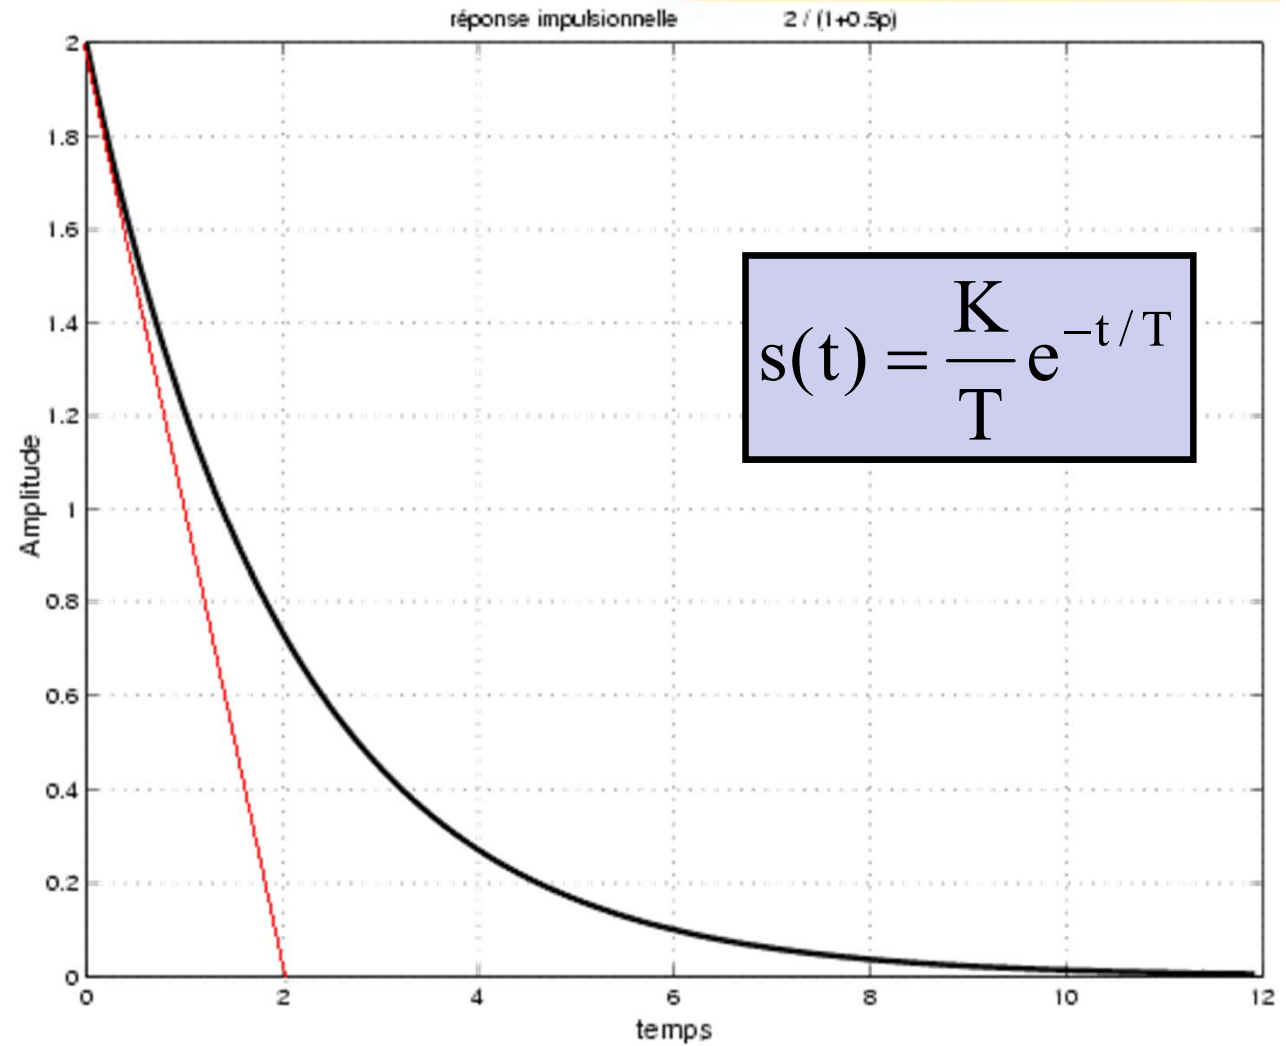 réponse impulsionnelle 2 / (1+0.5p)
2
1.8
1.6
1.4
1.2
1
0.8
0.6
0.4
0.2
0
Amplitude
s(t) = K/T e^{-t/T}
0 2 4 6 8 10 12
temps